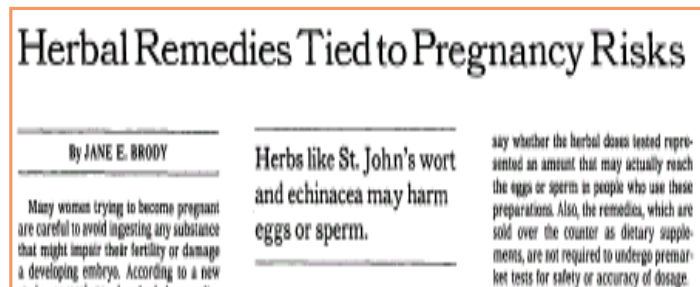 Herbal Remedies Tied to Pregnancy Risks
By JANE E. BRODY
Many women trying to become pregnant
are careful to avoid ingesting any substance
that might impair their fertility or damage
a developing embryo. According to a new
Herbs like St. John's wort
and echinacea may harm
eggs or sperm.
say whether the herbal doses tested repre-
sented an amount that may actually reach
the eggs or sperm in people who use these
preparations. Also, the remedies, which are
sold over the counter as dietary supple-
ments, are not required to undergo premar-
ket tests for safety or accuracy of dosage.